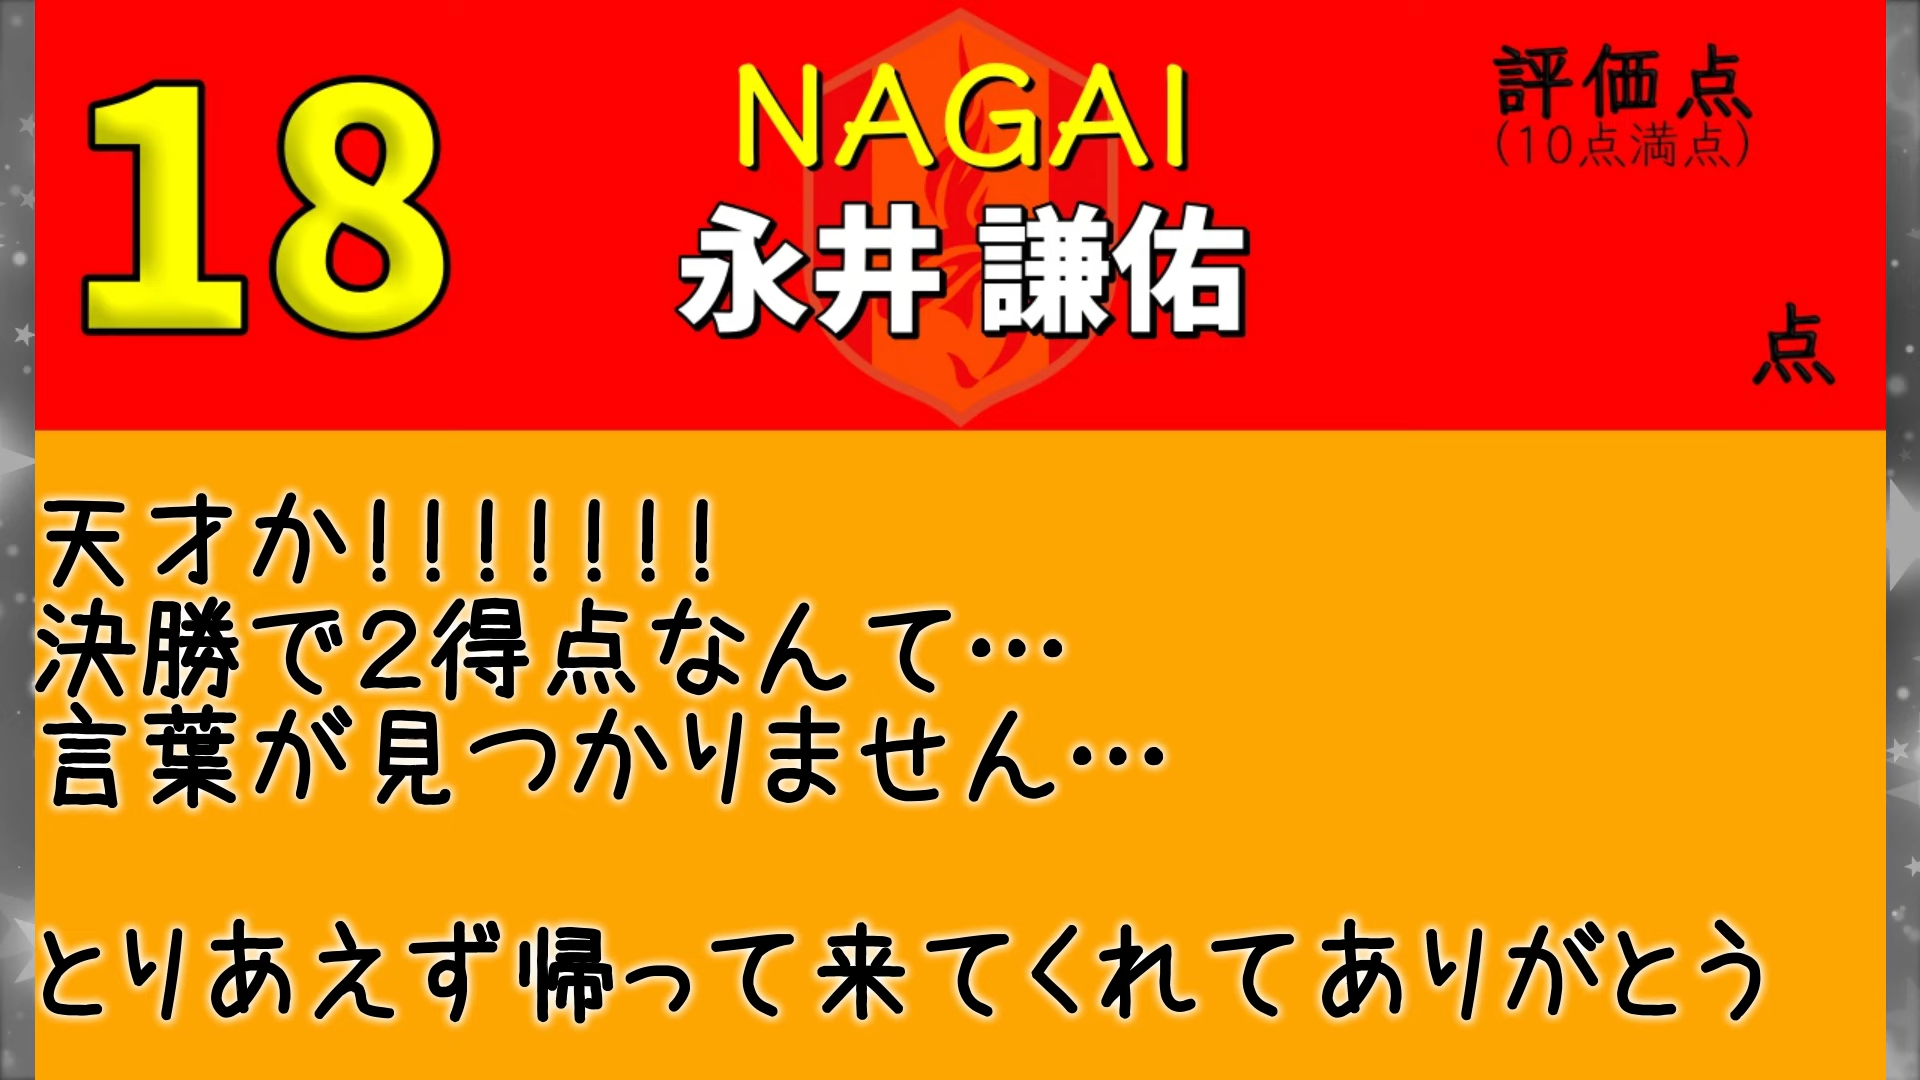 18
NAGAI
永井 謙佑
評価点
(10点満点)
点
天才か!!!!!!!
決勝で2得点なんて…
言葉が見つかりません…
とりあえず帰って来てくれてありがとう